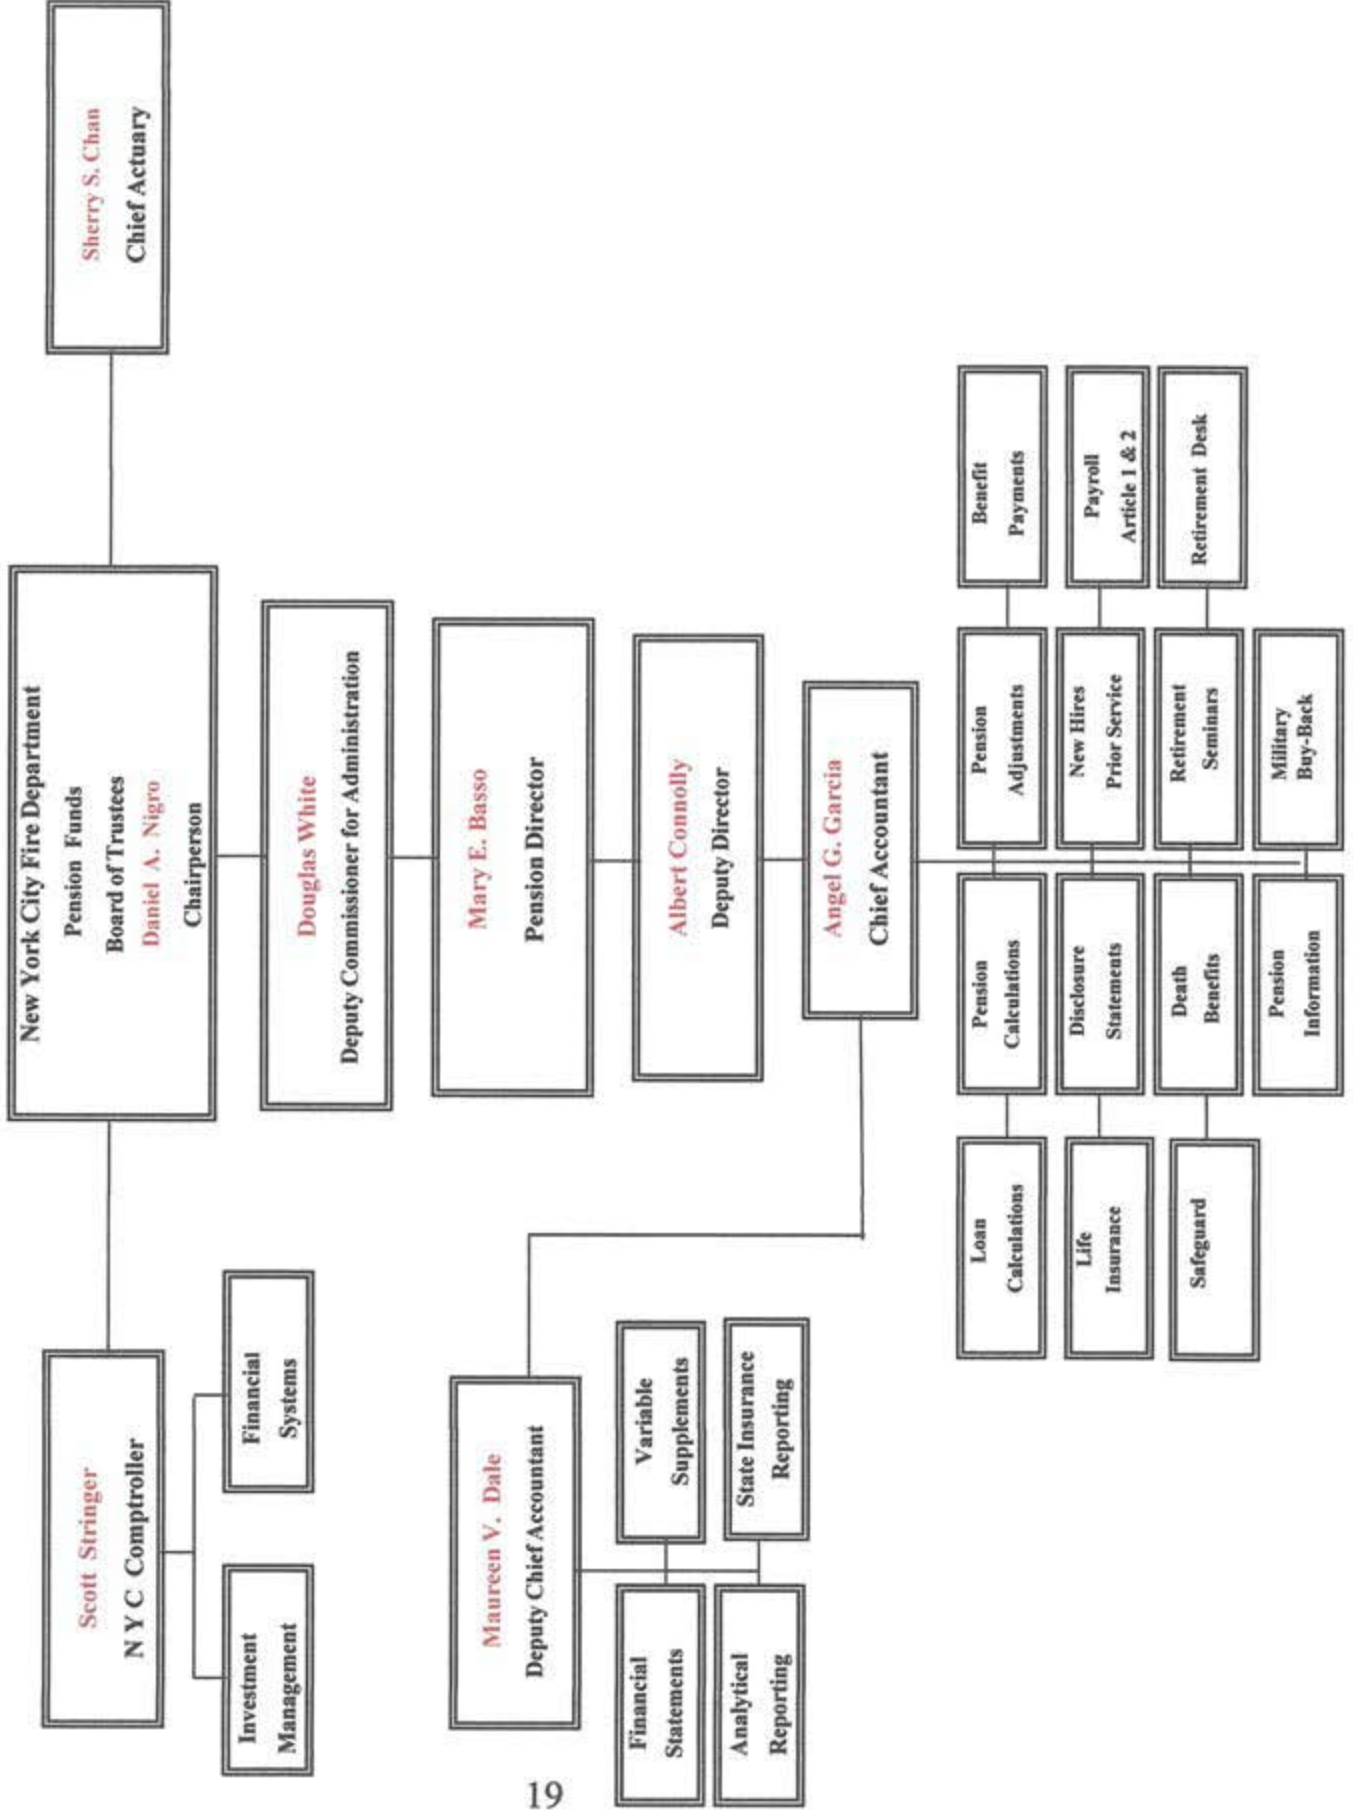 New York City Fire Department
Pension Funds
Board of Trustees
Daniel A. Nigro
Chairperson
Scott Stringer
N Y C Comptroller
Sherry S. Chan
Chief Actuary
Investment
Management
Financial
Systems
Douglas White
Deputy Commissioner for Administration
Mary E. Basso
Pension Director
Albert Connolly
Deputy Director
Angel G. Garcia
Chief Accountant
Maureen V. Dale
Deputy Chief Accountant
Financial
Statements
Variable
Supplements
Analytical
Reporting
State Insurance
Reporting
Loan
Calculations
Pension
Calculations
Pension
Adjustments
Benefit
Payments
Life
Insurance
Disclosure
Statements
New Hires
Prior Service
Payroll
Article 1 & 2
Safeguard
Death
Benefits
Retirement
Seminars
Retirement Desk
Pension
Information
Military
Buy-Back
19